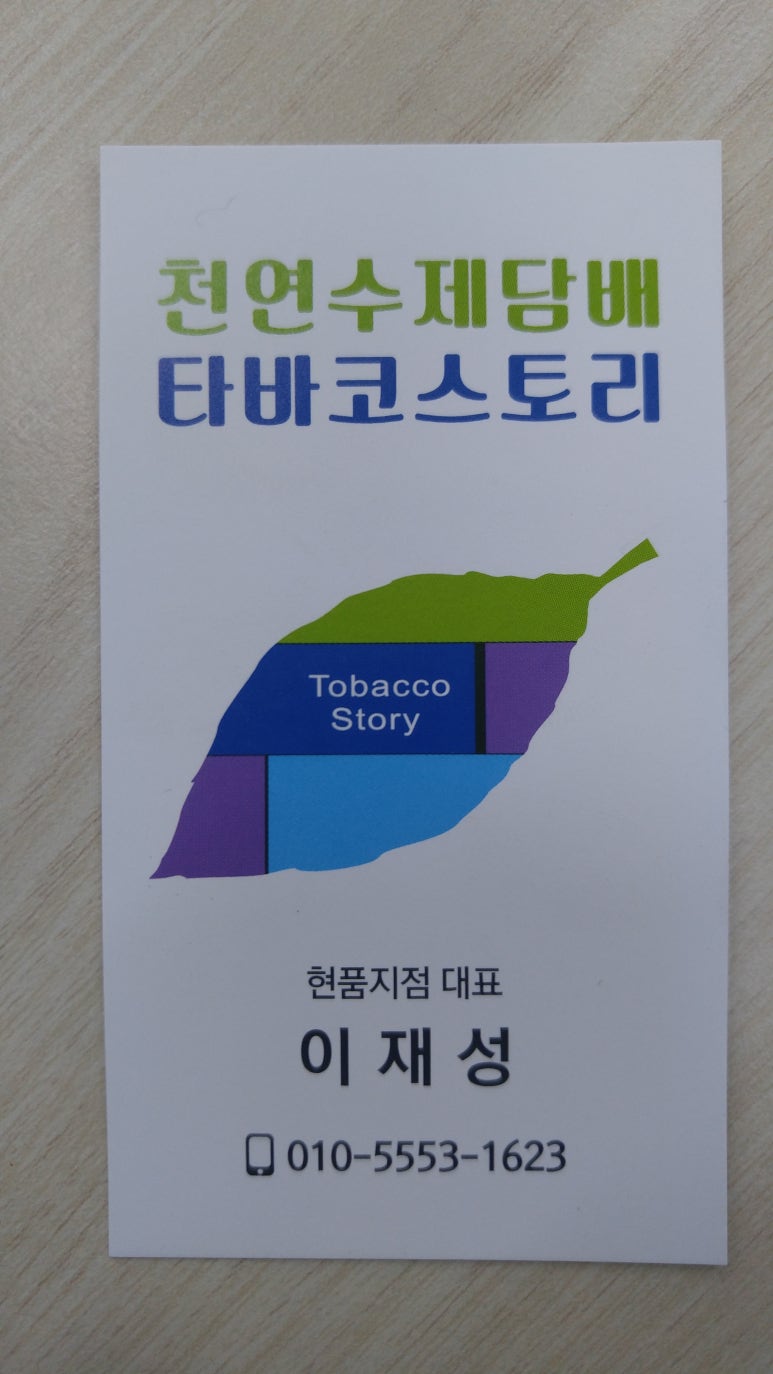 천연수제담배
타바코스토리
Tobacco
Story
현품지점 대표
이재성
010-5553-1623